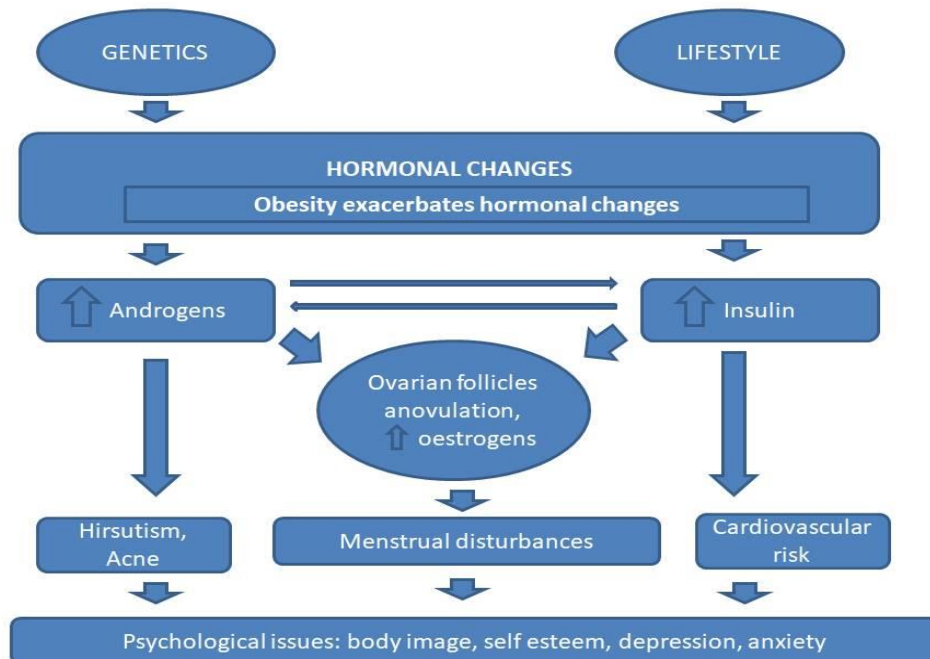 GENETICS
LIFESTYLE
HORMONAL CHANGES
Obesity exacerbates hormonal changes
Androgens
Insulin
Ovarian follicles
anovulation,
oestrogens
Hirsutism,
Acne
Menstrual disturbances
Cardiovascular
risk
Psychological issues: body image, self esteem, depression, anxiety